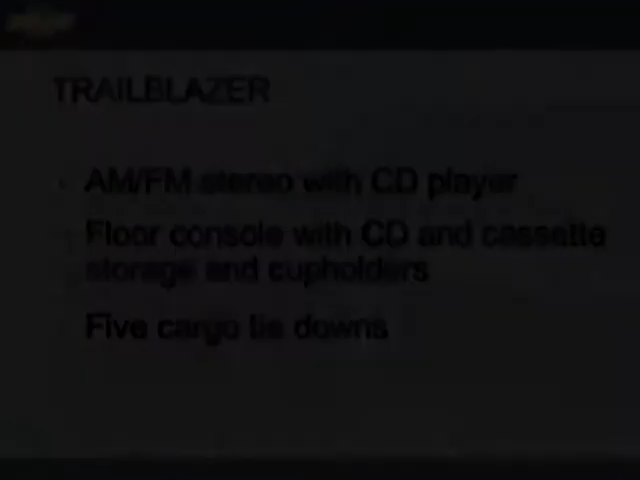 TRAILBLAZER
AM/FM stereo with CD player
Floor console with CD and cassette
storage and cupholders
Five cargo tie downs